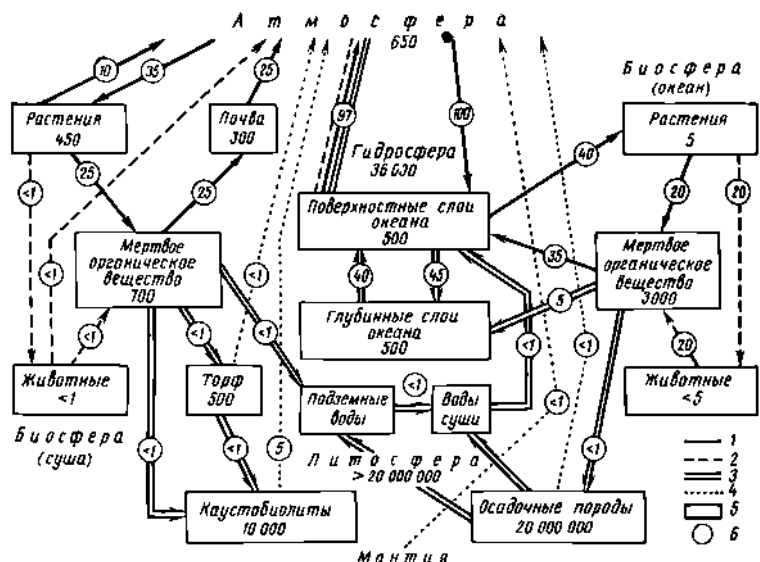 Атмосфера
650
10
35
25
97
100
Биосфера
(океан)
Растения
450
Почва
300
Растения
5
Гидросфера
36000
40
<1
25
25
20
20
Поверхностные слои
океана
500
Мертвое
органическое
вещество
700
<1
<1
40
45
35
Мертвое
органическое
вещество
3000
5
Глубинные слои
океана
500
<1
<1
<1
<1
<1
20
Животные
<1
Торф
500
Подземные
воды
<1
Воды
суши
<1
Животные
<5
Биосфера
(суша)
<1
<1
5
<1
Литосфера
> 20 000 000
Каустобиолиты
10 000
Осадочные породы
20 000 000
Мантия
1
2
3
4
5
6